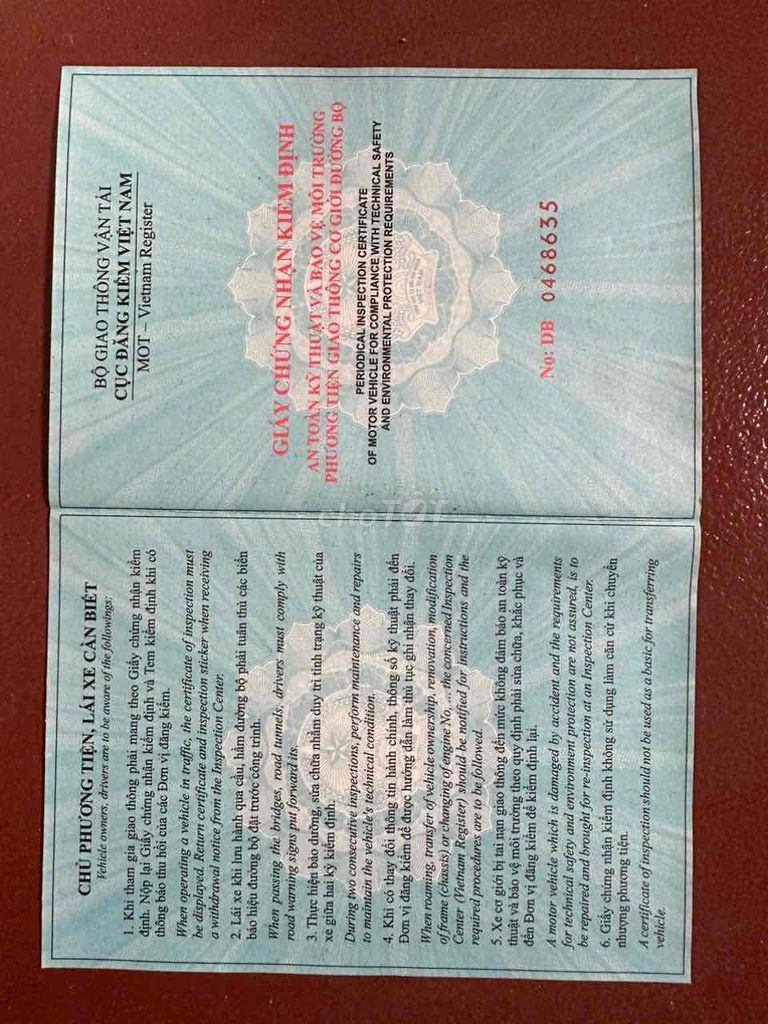 BỘ GIAO THÔNG VẬN TẢI
CỤC ĐĂNG KIỂM VIỆT NAM
MOT – Vietnam Register
GIẤY CHỨNG NHẬN KIỂM ĐỊNH
AN TOÀN KỸ THUẬT VÀ BẢO VỆ MÔI TRƯỜNG
PHƯƠNG TIỆN GIAO THÔNG CƠ GIỚI ĐƯỜNG BỘ
PERIODICAL INSPECTION CERTIFICATE
OF MOTOR VEHICLE FOR COMPLIANCE WITH TECHNICAL SAFETY
AND ENVIRONMENTAL PROTECTION REQUIREMENTS
No: DB 0468635
chợTỐT
CHỦ PHƯƠNG TIỆN, LÁI XE CẦN BIẾT
Vehicle owners, drivers are to be aware of the followings:
1. Khi tham gia giao thông phải mang theo Giấy chứng nhận kiểm
định. Nộp lại Giấy chứng nhận kiểm định và Tem kiểm định khi có
thông báo thu hồi của các Đơn vị đăng kiểm.
When operating a vehicle in traffic, the certificate of inspection must
be displayed. Return certificate and inspection sticker when receiving
a withdrawal notice from the Inspection Center.
2. Lái xe khi lưu hành qua cầu, hầm đường bộ phải tuân thủ các biển
báo hiệu đường bộ đặt trước công trình.
When passing the bridges, road tunnels, drivers must comply with
road warning signs put forward its.
3. Thực hiện bảo dưỡng, sửa chữa nhằm duy trì tình trạng kỹ thuật của
xe giữa hai kỳ kiểm định.
During two consecutive inspections, perform maintenance and repairs
to maintain the vehicle's technical condition.
4. Khi có thay đổi thông tin hành chính, thông số kỹ thuật phải đến
Đơn vị đăng kiểm để được hướng dẫn làm thủ tục ghi nhận thay đổi.
When roaming, transfer of vehicle ownership, renovation, modification
of frame (chassis) or changing of engine No, ... the concerned Inspection
Center (Vietnam Register) should be notified for instructions and the
required procedures are to be followed.
5. Xe cơ giới bị tai nạn giao thông đến mức không đảm bảo an toàn kỹ
thuật và bảo vệ môi trường theo quy định phải sửa chữa, khắc phục và
đến Đơn vị đăng kiểm để kiểm định lại.
A motor vehicle which is damaged by accident and the requirements
for technical safety and environment protection are not assured, is to
be repaired and brought for re-inspection at an Inspection Center.
6. Giấy chứng nhận kiểm định không sử dụng làm căn cứ khi chuyển
nhượng phương tiện.
A certificate of inspection should not be used as a basic for transferring
vehicle.